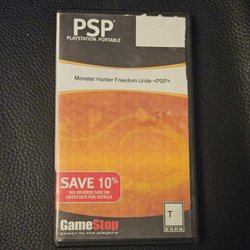 PSP
PLAYSTATION PORTABLE
Monster Hunter Freedom Unite <PSP>
SAVE 10%
SEE REVERSE SIDE OR
ASSOCIATE FOR DETAILS
GameStop
power to the players
T
ESRB